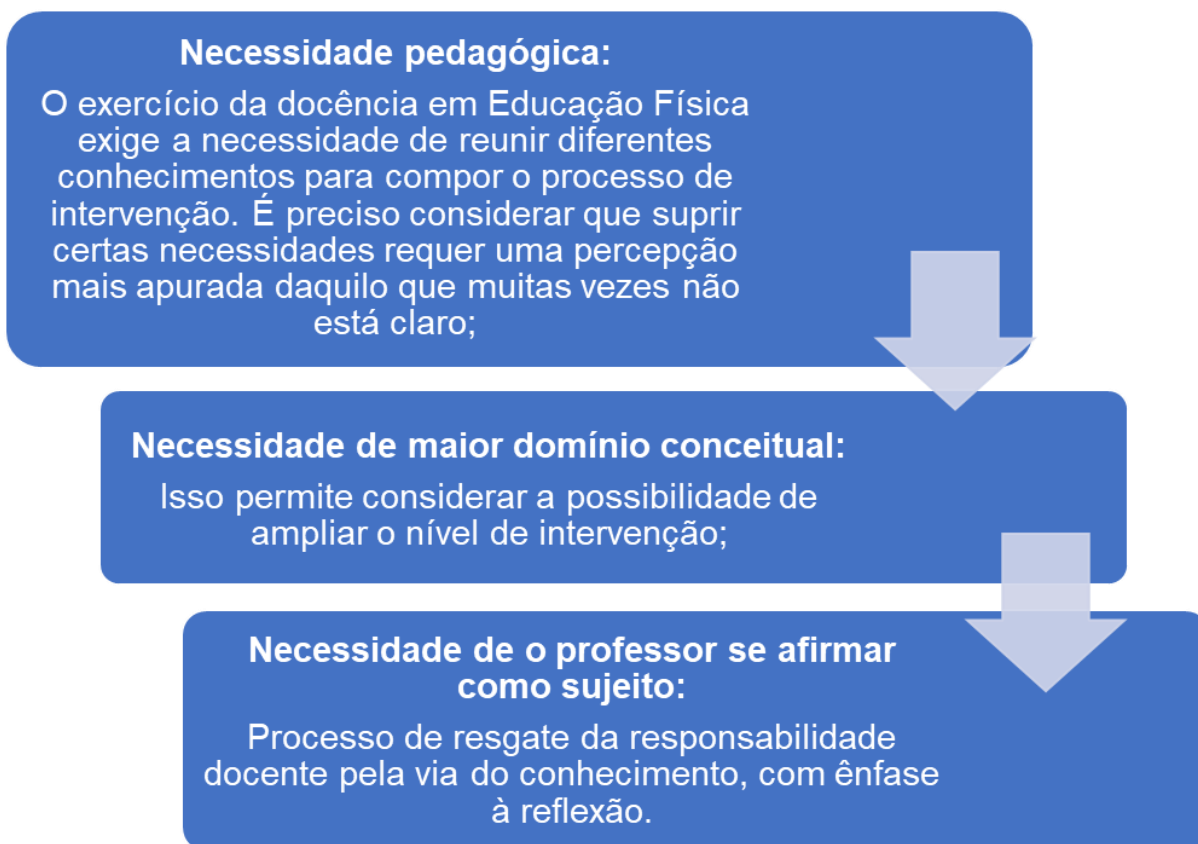 Necessidade pedagógica:
O exercício da docência em Educação Física
exige a necessidade de reunir diferentes
conhecimentos para compor o processo de
intervenção. É preciso considerar que suprir
certas necessidades requer uma percepção
mais apurada daquilo que muitas vezes não
está claro;
Necessidade de maior domínio conceitual:
Isso permite considerar a possibilidade de
ampliar o nível de intervenção;
Necessidade de o professor se afirmar
como sujeito:
Processo de resgate da responsabilidade
docente pela via do conhecimento, com ênfase
à reflexão.